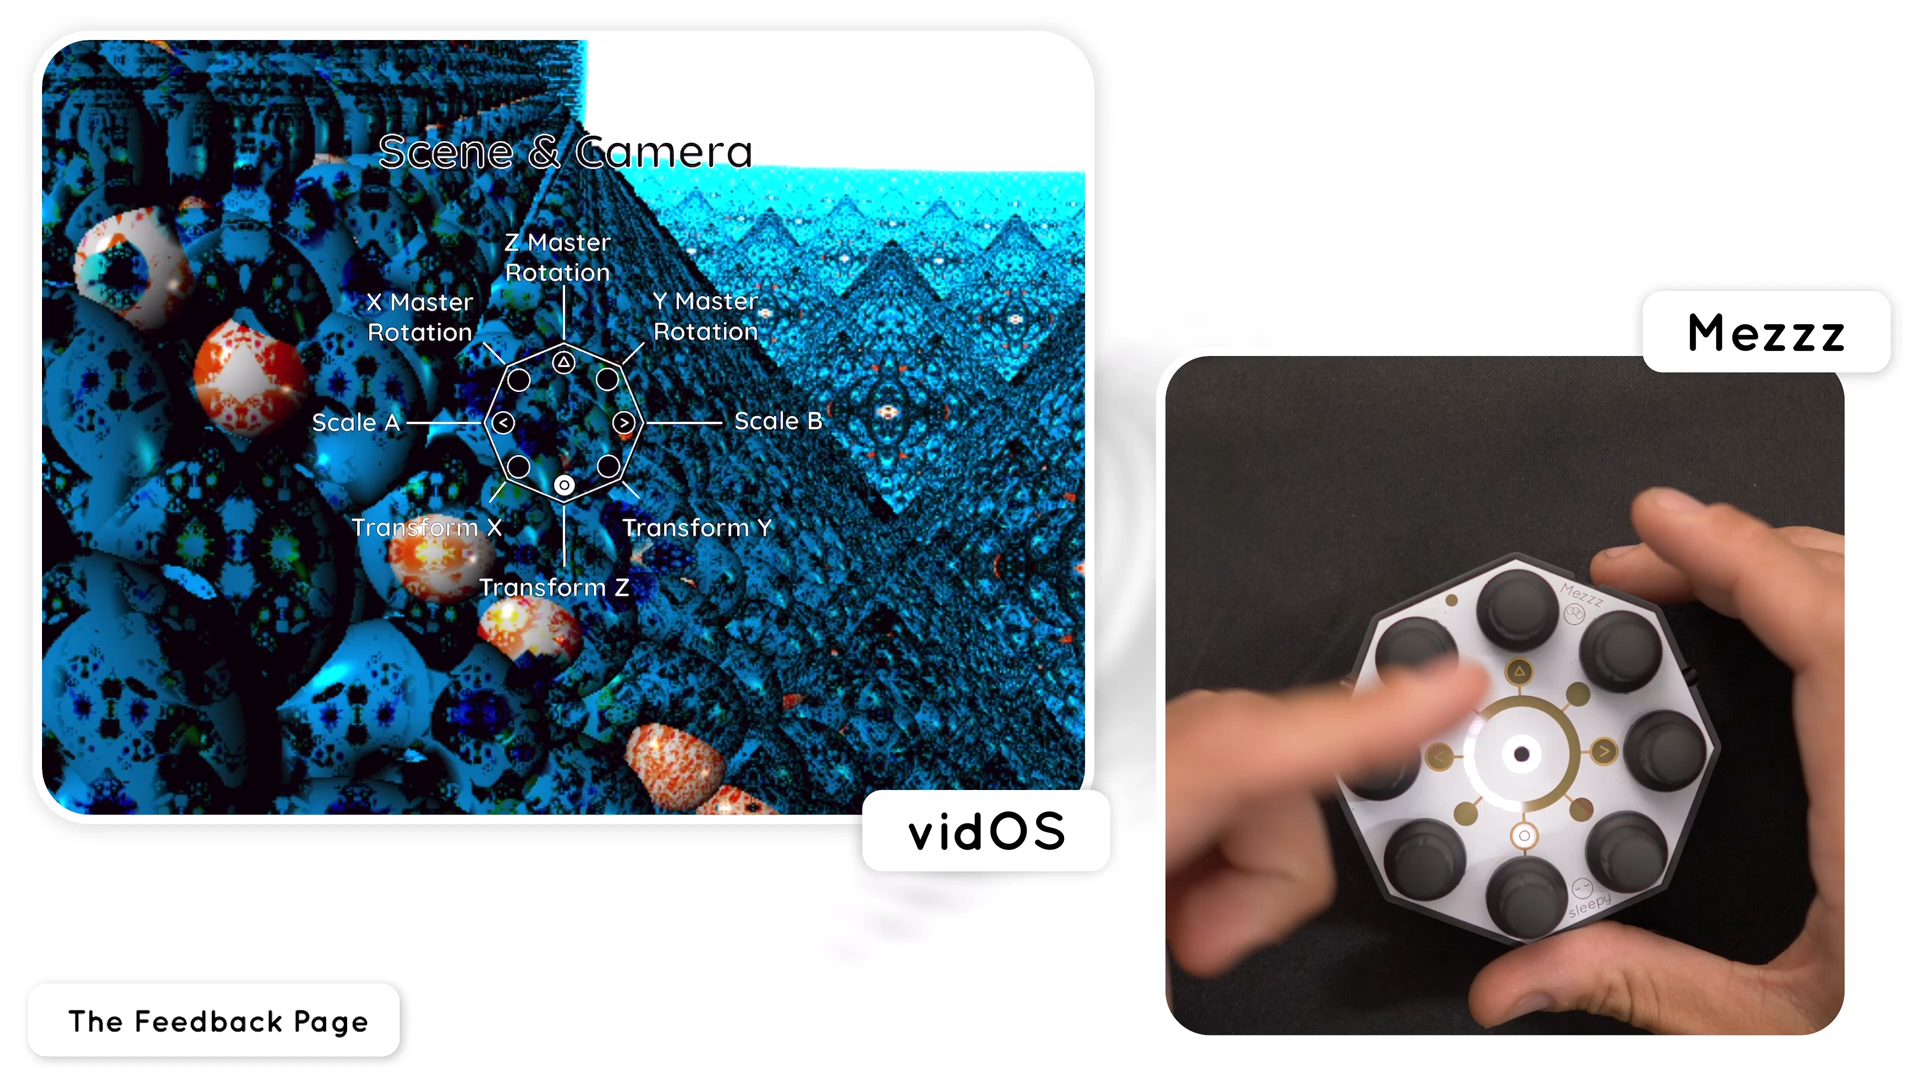 Scene & Camera
Z Master
Rotation
X Master
Rotation
Y Master
Rotation
Scale A
Scale B
Transform X
Transform Y
Transform Z
vidOS
Mezzz
Mezzz
sleepy
The Feedback Page